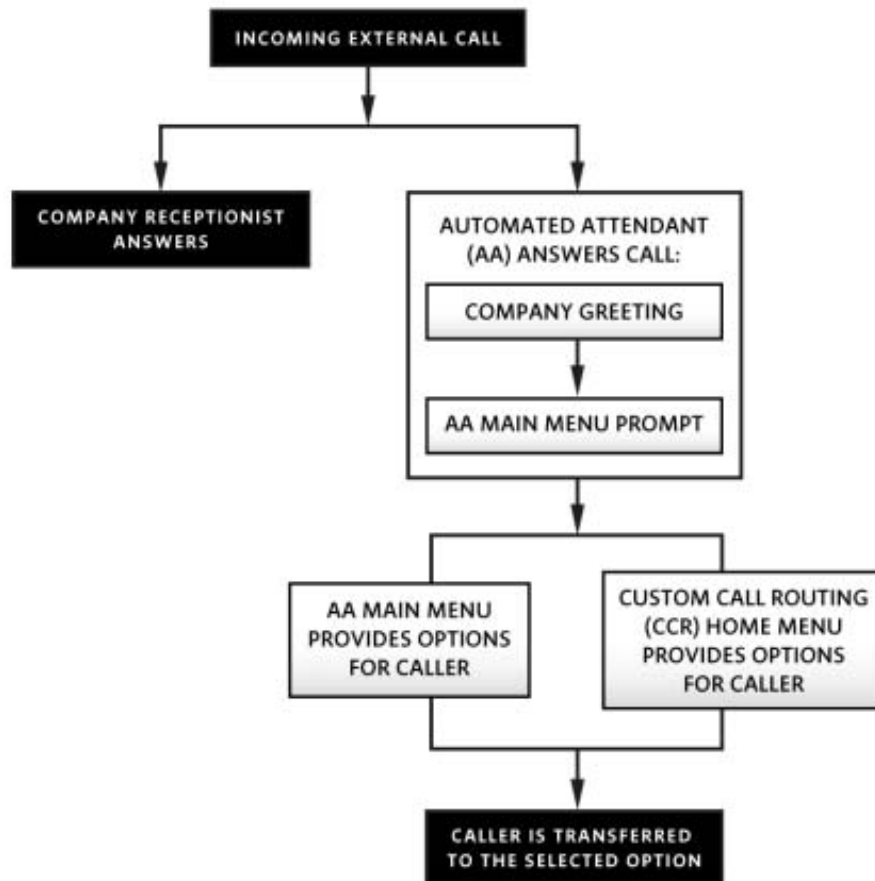 INCOMING EXTERNAL CALL
COMPANY RECEPTIONIST
ANSWERS
AUTOMATED ATTENDANT
(AA) ANSWERS CALL:
COMPANY GREETING
AA MAIN MENU PROMPT
AA MAIN MENU
PROVIDES OPTIONS
FOR CALLER
CUSTOM CALL ROUTING
(CCR) HOME MENU
PROVIDES OPTIONS
FOR CALLER
CALLER IS TRANSFERRED
TO THE SELECTED OPTION